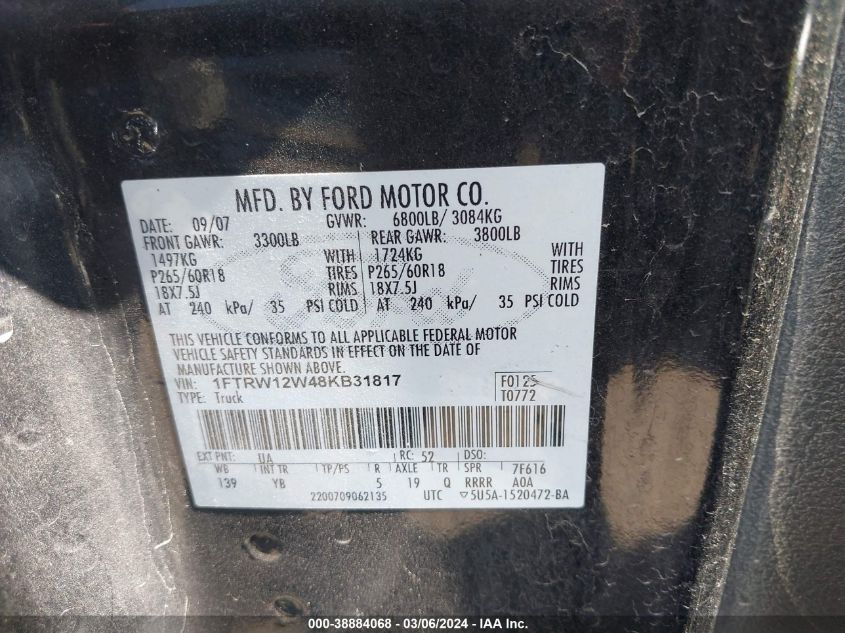 MFD. BY FORD MOTOR CO.
DATE: 09/07 GVWR: 6800LB/ 3084KG
FRONT GAWR: 3300LB REAR GAWR: 3800LB
1497KG WITH 1724KG WITH
P265/60R18 TIRES P265/60R18 TIRES
18X7.5J RIMS 18X7.5J RIMS
AT 240 kPa/ 35 PSI COLD AT 240 kPa/ 35 PSI COLD
THIS VEHICLE CONFORMS TO ALL APPLICABLE FEDERAL MOTOR
VEHICLE SAFETY STANDARDS IN EFFECT ON THE DATE OF
MANUFACTURE SHOWN ABOVE.
VIN: 1FTRW12W48KB31817 F0125
TYPE: Truck T0772
EXT PNT: UA RC: 52 DSO:
WB INT TR TP/PS R AXLE TR SPR 7F616
139 YB 5 19 Q RRRR A0A
2200709062135 UTC ▽5U5A-1520472-BA
000-38884068 - 03/06/2024 - IAAI.COM